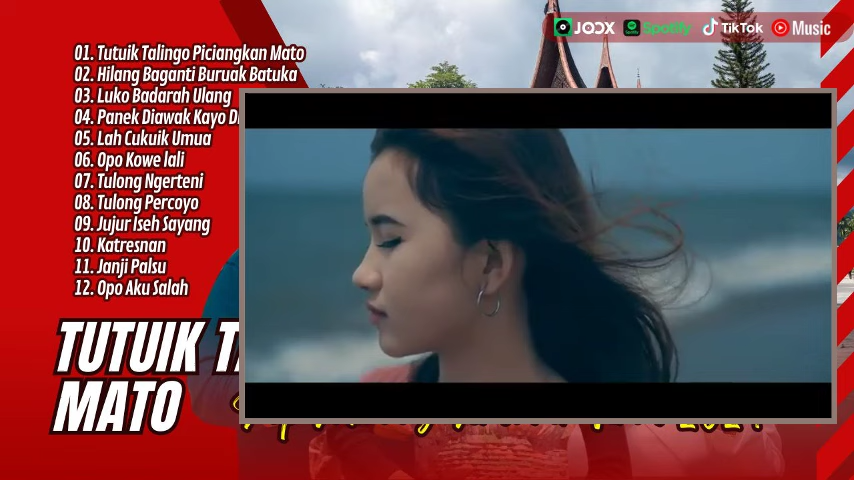 JOOX Spotify TikTok Music
01. Tutuik Talingo Piciangkan Mato
02. Hilang Baganti Buruak Batuka
03. Luko Badarah Ulang
04. Panek Diawak Kayo
05. Lah Cukuik Umua
06. Opo Kowe lali
07. Tulong Ngerteni
08. Tulong Percoyo
09. Jujur Iseh Sayang
10. Katresnan
11. Janji Palsu
12. Opo Aku Salah
TUTUIK
MATO